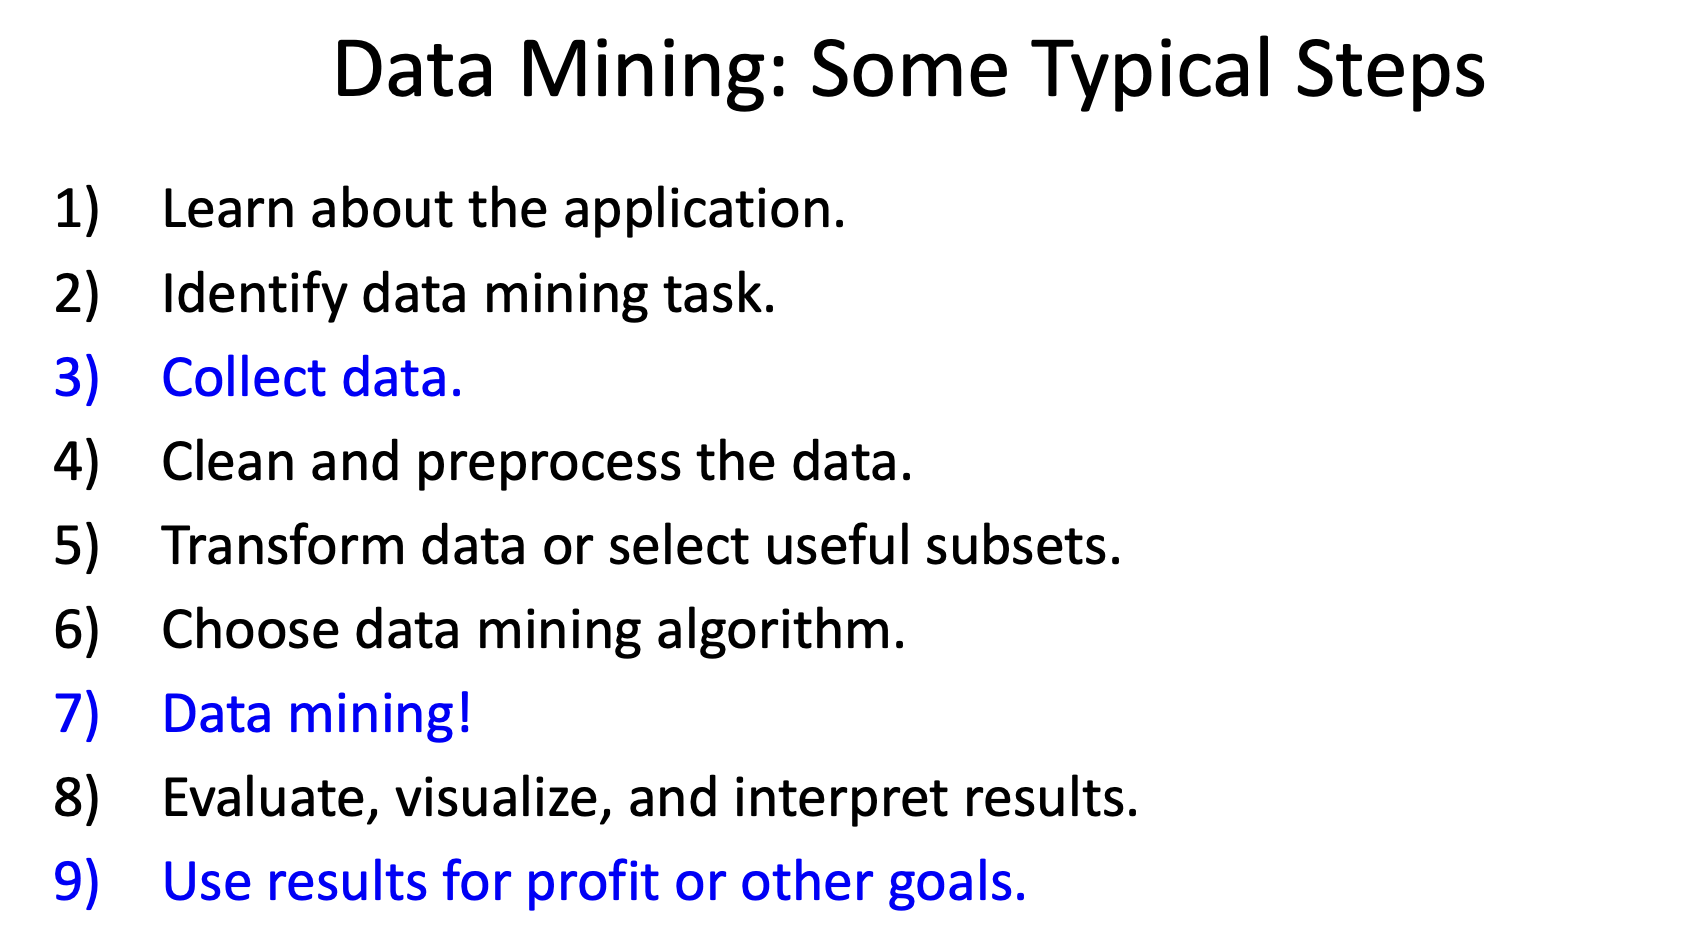 Data Mining: Some Typical Steps
1) Learn about the application.
2) Identify data mining task.
3) Collect data.
4) Clean and preprocess the data.
5) Transform data or select useful subsets.
6) Choose data mining algorithm.
7) Data mining!
8) Evaluate, visualize, and interpret results.
9) Use results for profit or other goals.